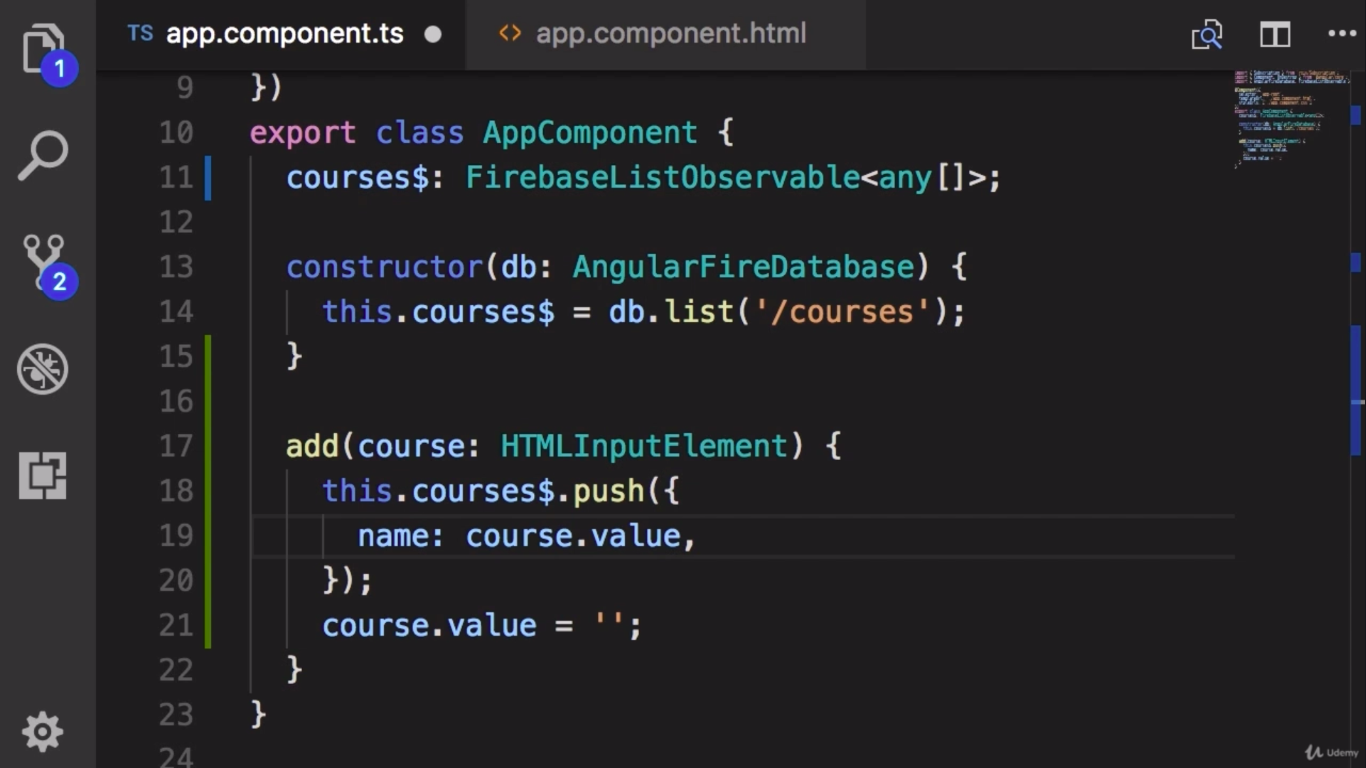 TS app.component.ts ● <> app.component.html
1
2
9 })
10 export class AppComponent {
11 courses$: FirebaseListObservable<any[]>;
12
13 constructor(db: AngularFireDatabase) {
14 this.courses$ = db.list('/courses');
15 }
16
17 add(course: HTMLInputElement) {
18 this.courses$.push({
19 name: course.value,
20 });
21 course.value = '';
22 }
23 }
24
Udemy